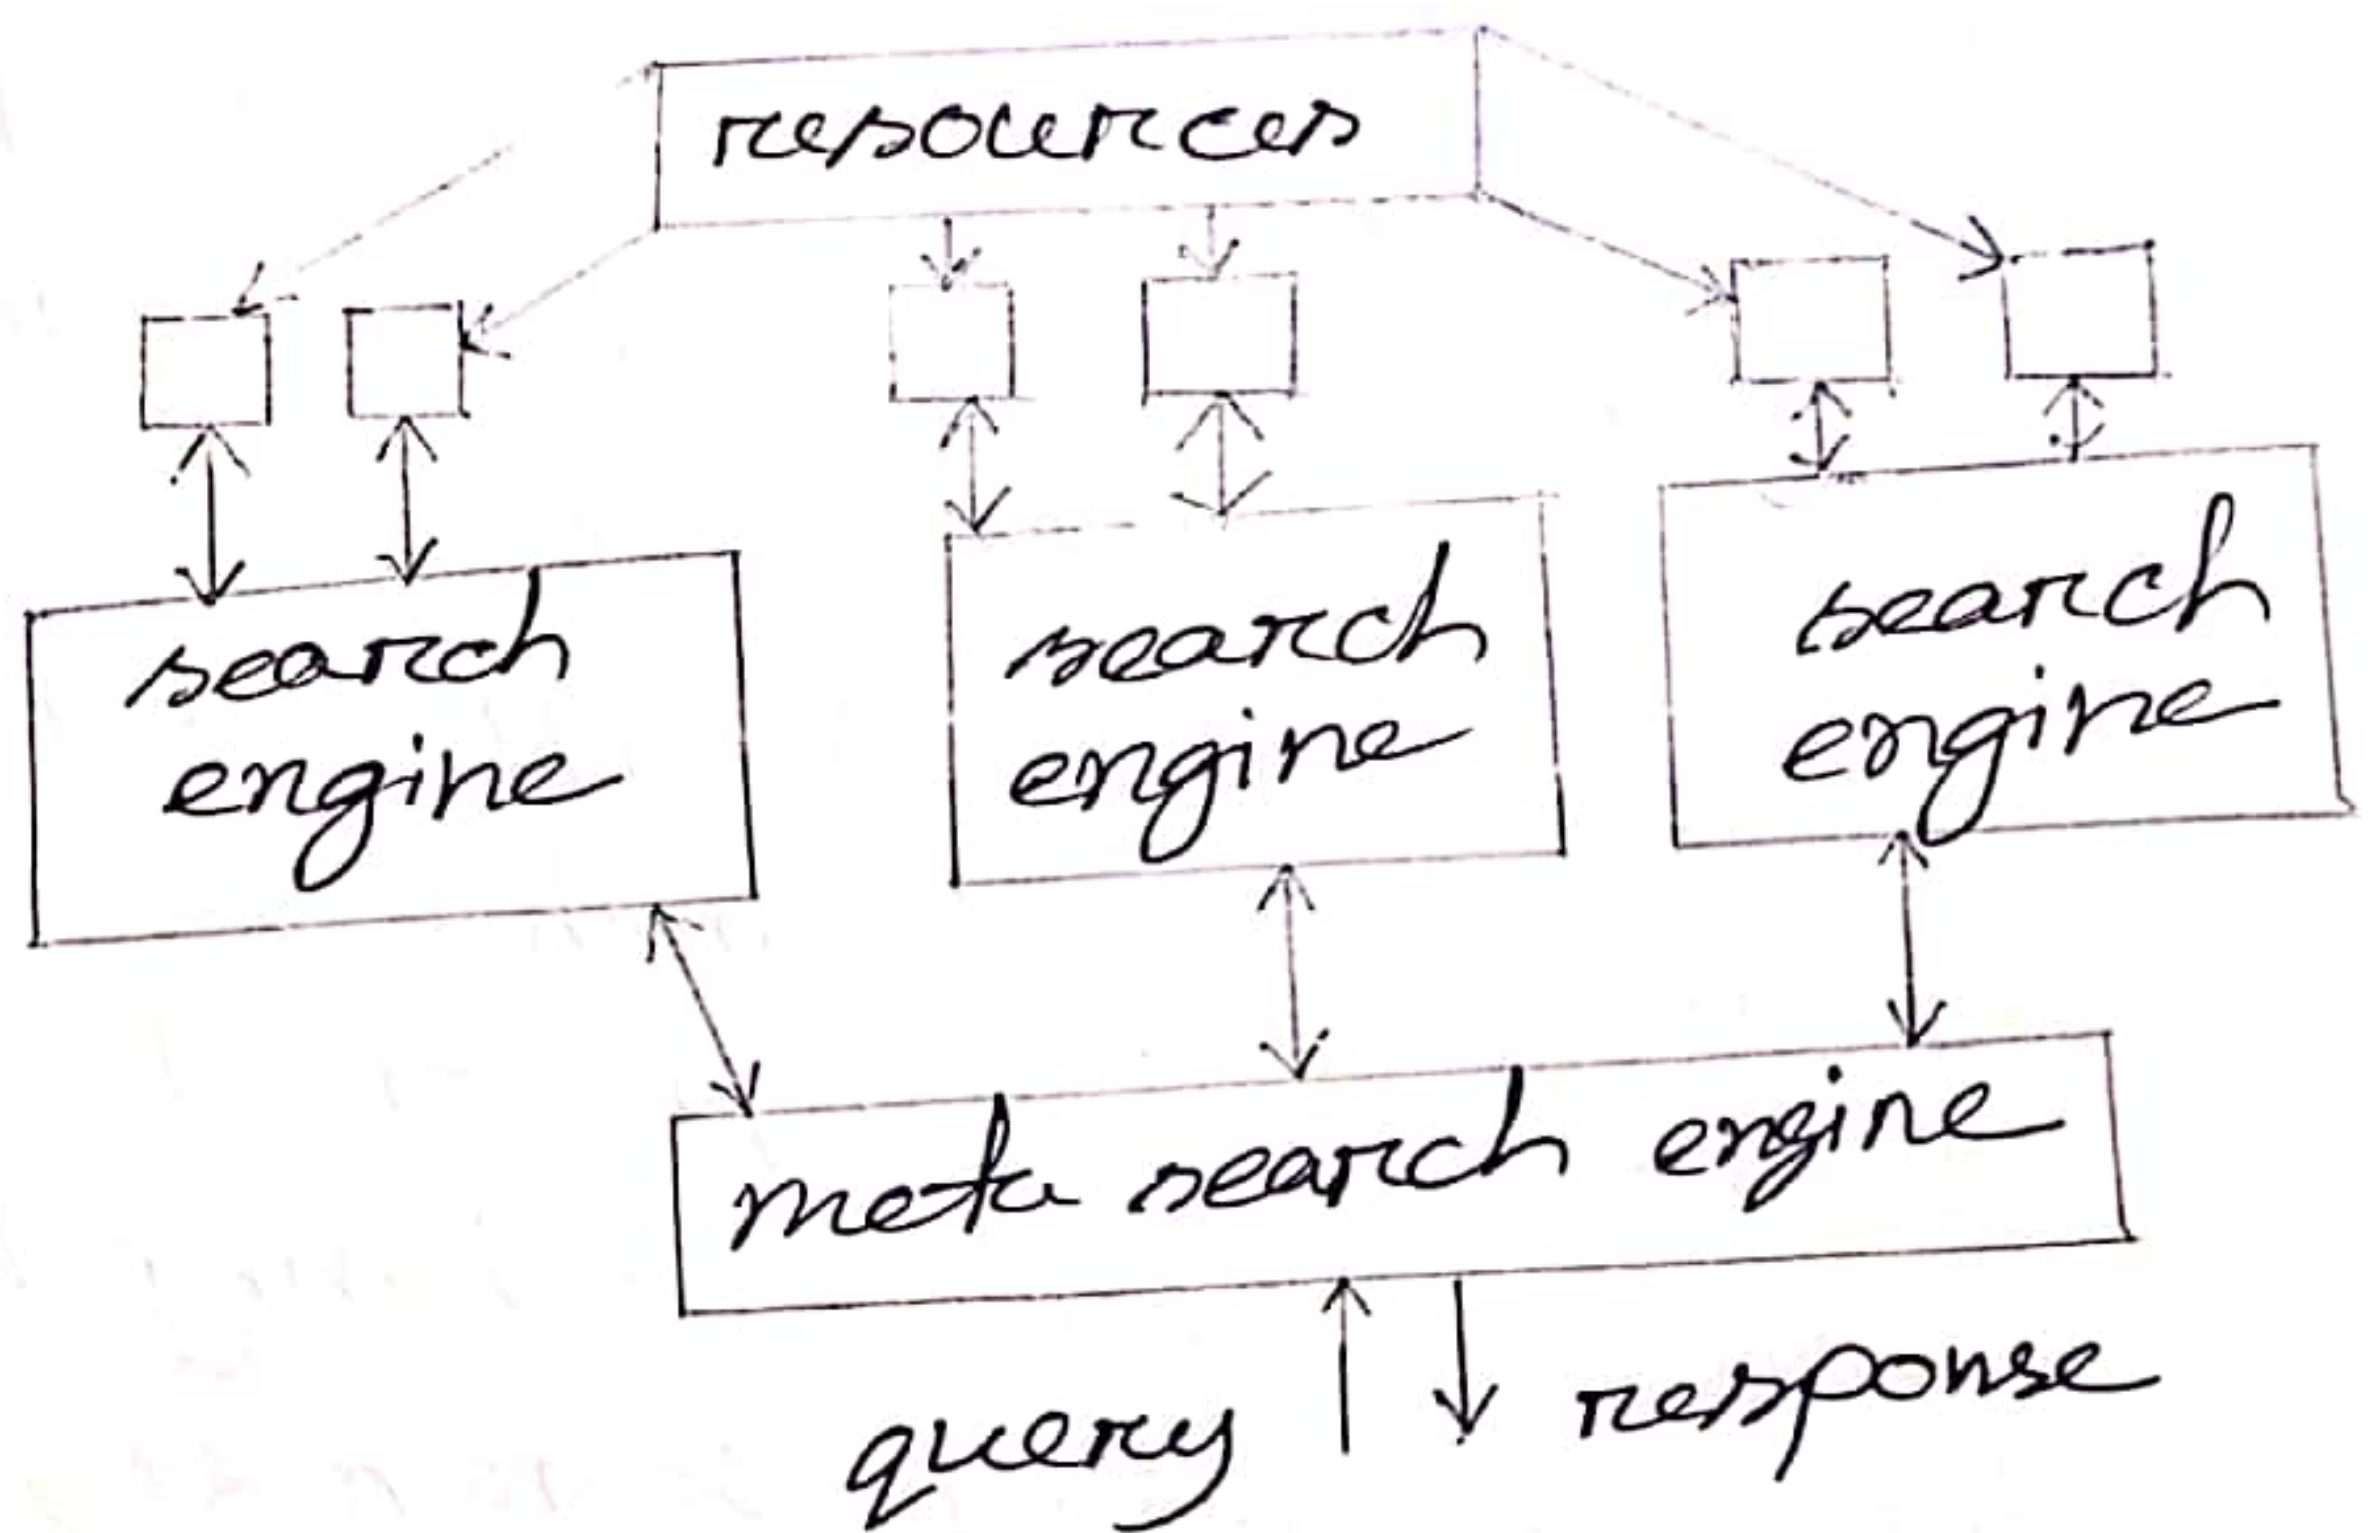 resources
search
engine
search
engine
search
engine
meta search engine
query
response